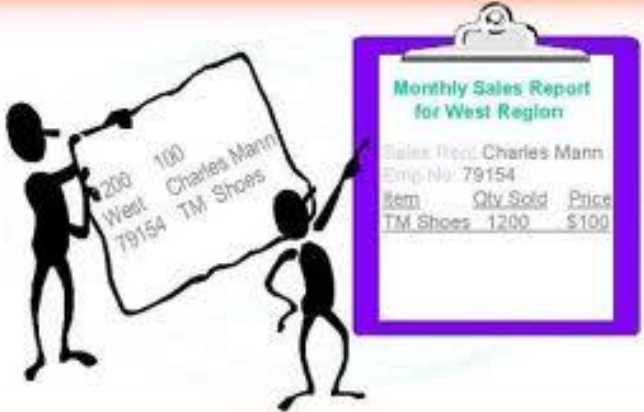 1200 100
West Charles Mann
79154 TM Shoes
Monthly Sales Report
for West Region
Sales Rep: Charles Mann
Emp No: 79154
Item Qty Sold Price
TM Shoes 1200 $100